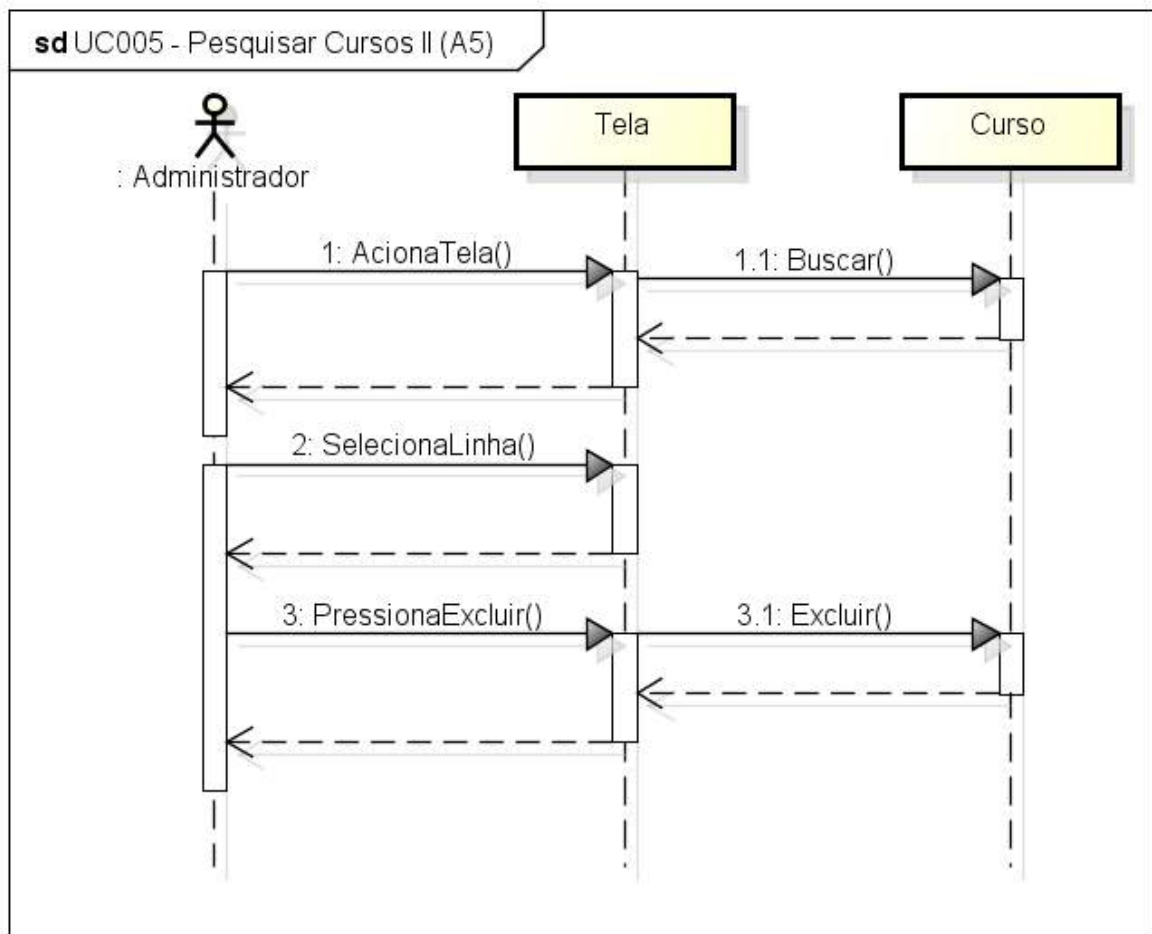 sd UC005 - Pesquisar Cursos II (A5)
: Administrador
Tela
Curso
1: AcionaTela()
1.1: Buscar()
2: SelecionaLinha()
3: PressionaExcluir()
3.1: Excluir()